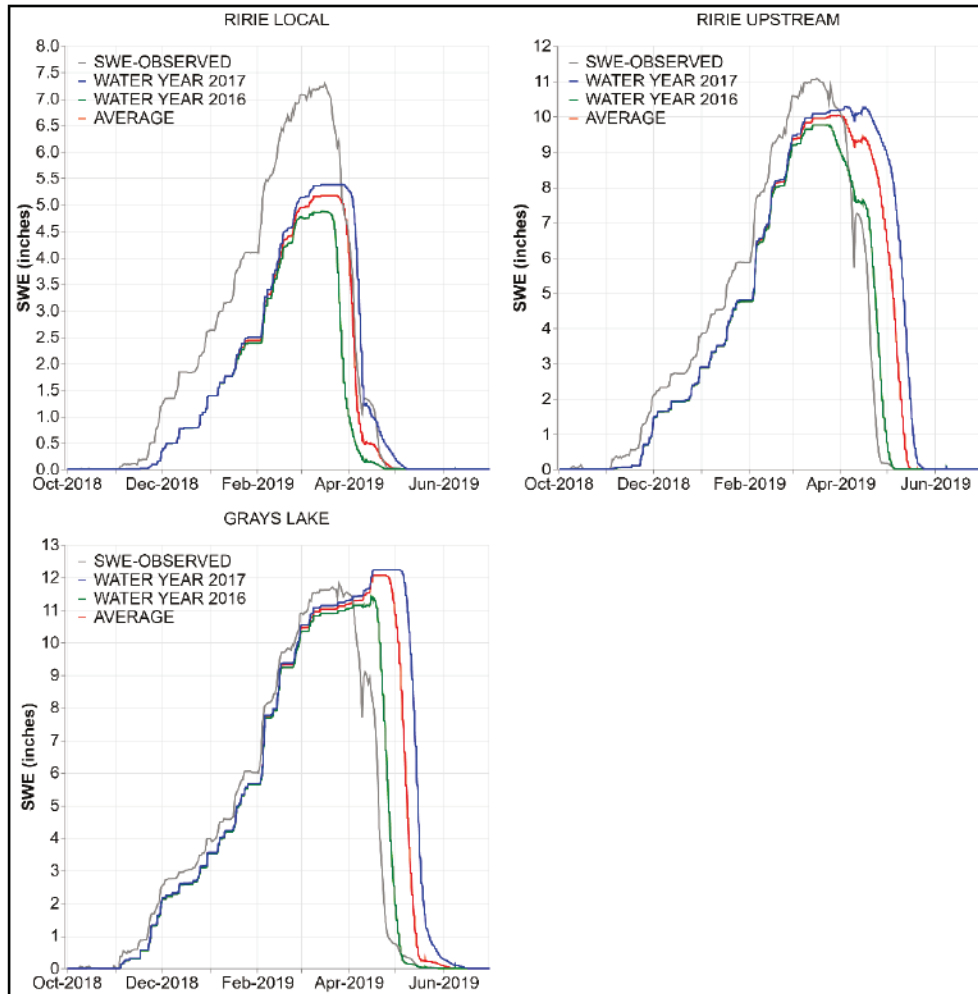 RIRIE LOCAL
8.0
7.5
7.0
6.5
6.0
5.5
5.0
4.5
4.0
3.5
3.0
2.5
2.0
1.5
1.0
0.5
0.0
SWE (inches)
SWE-OBSERVED
WATER YEAR 2017
WATER YEAR 2016
AVERAGE
Oct-2018 Dec-2018 Feb-2019 Apr-2019 Jun-2019
RIRIE UPSTREAM
12
11
10
9
8
7
6
5
4
3
2
1
0
SWE (inches)
SWE-OBSERVED
WATER YEAR 2017
WATER YEAR 2016
AVERAGE
Oct-2018 Dec-2018 Feb-2019 Apr-2019 Jun-2019
GRAYS LAKE
13
12
11
10
9
8
7
6
5
4
3
2
1
0
SWE (inches)
SWE-OBSERVED
WATER YEAR 2017
WATER YEAR 2016
AVERAGE
Oct-2018 Dec-2018 Feb-2019 Apr-2019 Jun-2019